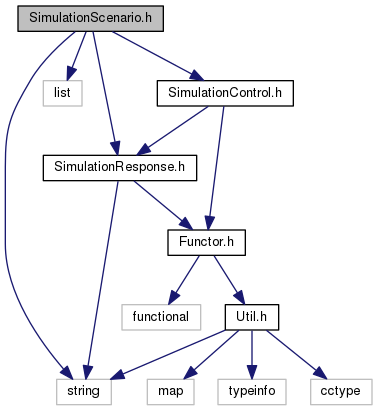 SimulationScenario.h
list
SimulationControl.h
SimulationResponse.h
Functor.h
functional
Util.h
string
map
typeinfo
cctype